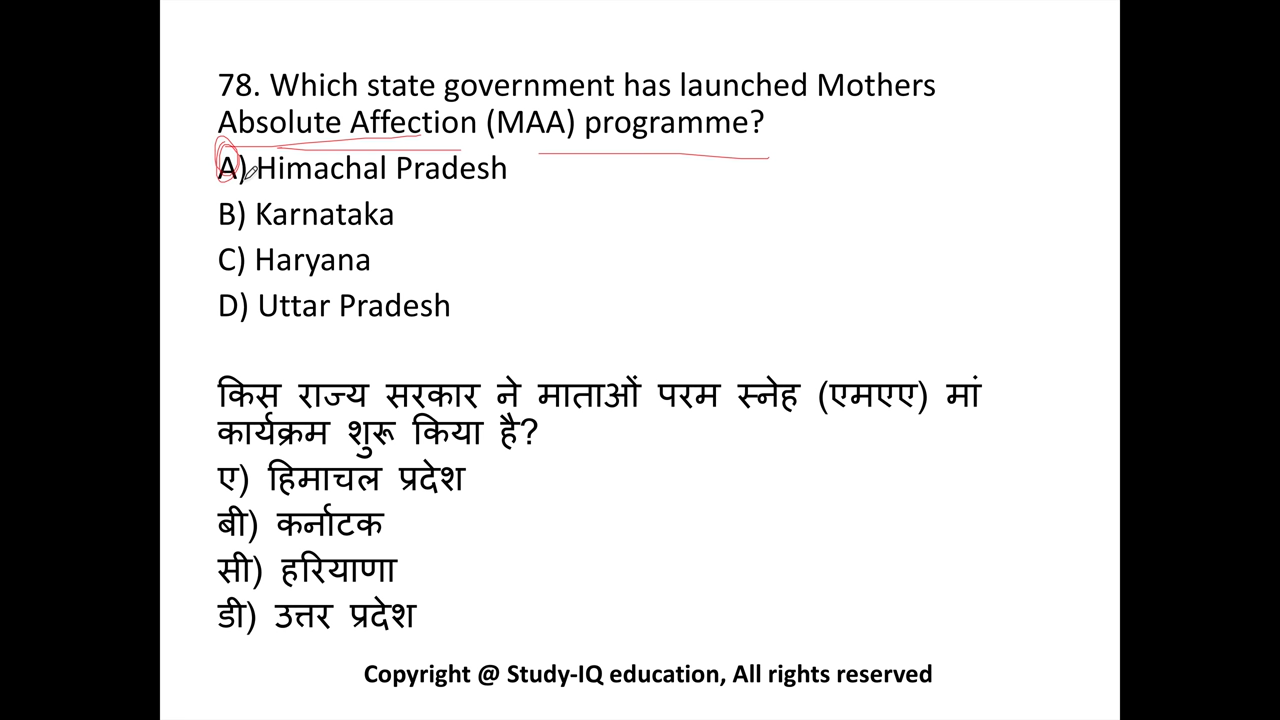 78. Which state government has launched Mothers
Absolute Affection (MAA) programme?
A) Himachal Pradesh
B) Karnataka
C) Haryana
D) Uttar Pradesh
किस राज्य सरकार ने माताओं परम स्नेह (एमएए) मां
कार्यक्रम शुरू किया है?
ए) हिमाचल प्रदेश
बी) कर्नाटक
सी) हरियाणा
डी) उत्तर प्रदेश
Copyright @ Study-IQ education, All rights reserved